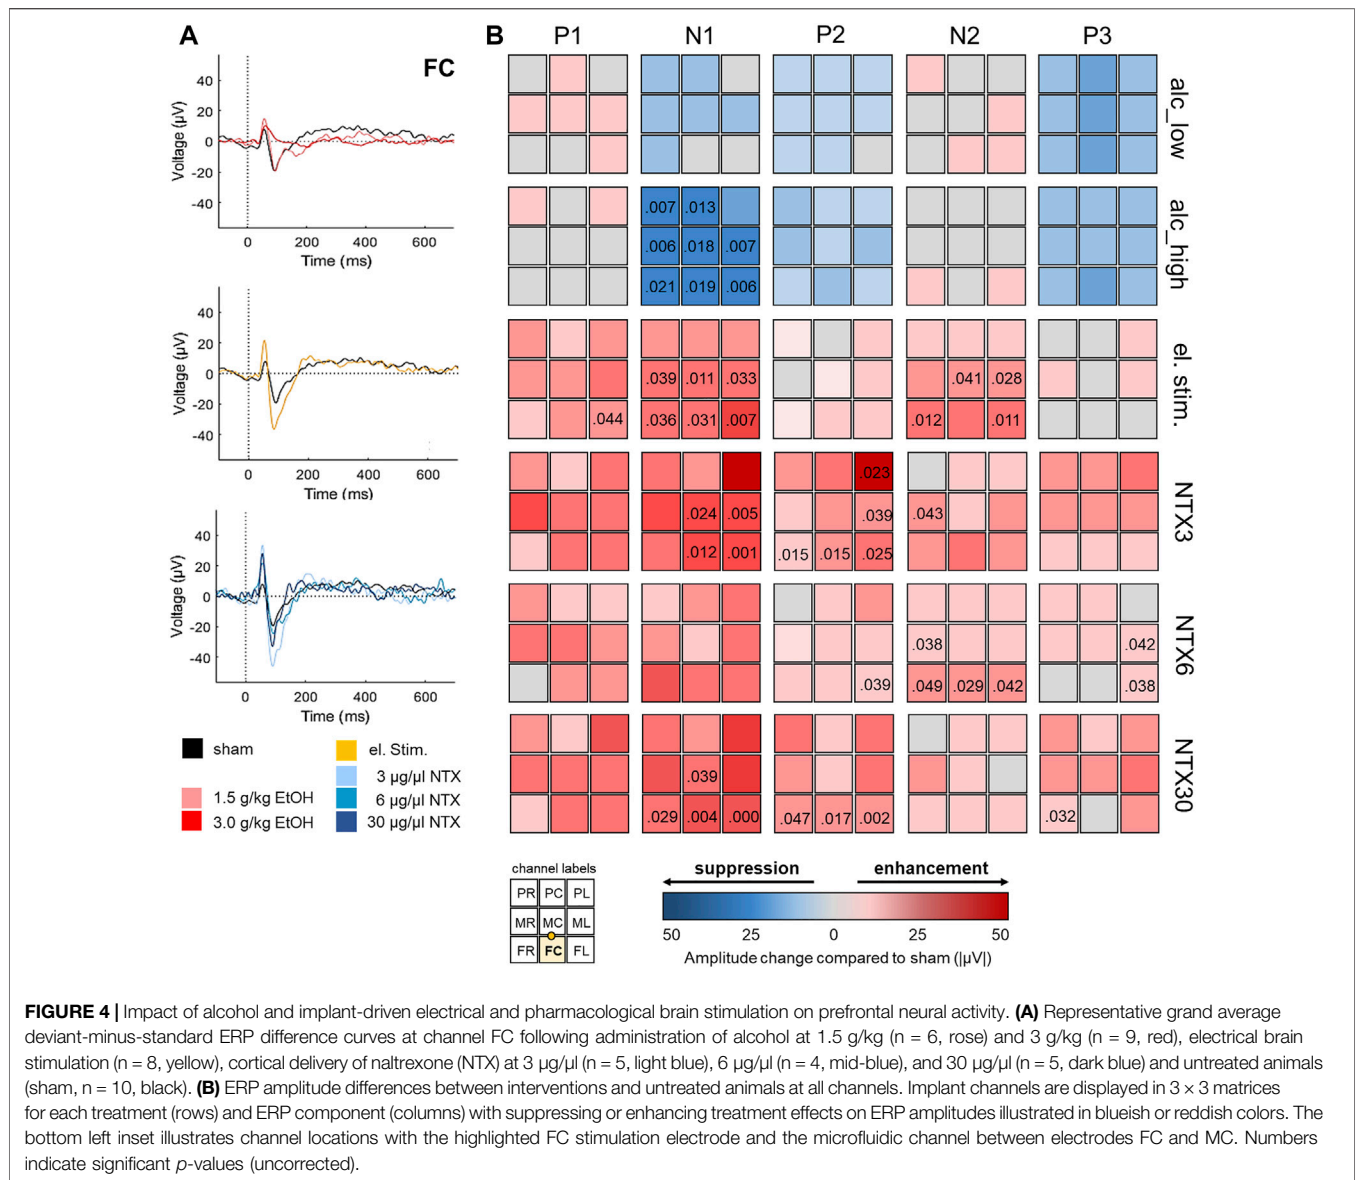 A
FC
40
20
0
-20
-40
Voltage (µV)
0
200
400
600
Time (ms)
40
20
0
-20
-40
Voltage (µV)
0
200
400
600
Time (ms)
40
20
0
-20
-40
Voltage (µV)
0
200
400
600
Time (ms)
sham
1.5 g/kg EtOH
3.0 g/kg EtOH
el. Stim.
3 µg/µl NTX
6 µg/µl NTX
30 µg/µl NTX
B
P1 N1 P2 N2 P3
alc_low
alc_high
.007 .013
.006 .018 .007
.021 .019 .006
el. stim.
.039 .011 .033 .041 .028
.044 .036 .031 .007 .012 .011
NTX3
.023
.024 .005 .039 .043
.012 .001 .015 .015 .025
NTX6
.038 .042
.039 .049 .029 .042 .038
NTX30
.039
.029 .004 .000 .047 .017 .002 .032
channel labels
PR PC PL
MR MC ML
FR FC FL
suppression enhancement
50 25 0 25 50
Amplitude change compared to sham (|µV|)
FIGURE 4 | Impact of alcohol and implant-driven electrical and pharmacological brain stimulation on prefrontal neural activity. (A) Representative grand average
deviant-minus-standard ERP difference curves at channel FC following administration of alcohol at 1.5 g/kg (n = 6, rose) and 3 g/kg (n = 9, red), electrical brain
stimulation (n = 8, yellow), cortical delivery of naltrexone (NTX) at 3 µg/µl (n = 5, light blue), 6 µg/µl (n = 4, mid-blue), and 30 µg/µl (n = 5, dark blue) and untreated animals
(sham, n = 10, black). (B) ERP amplitude differences between interventions and untreated animals at all channels. Implant channels are displayed in 3 × 3 matrices
for each treatment (rows) and ERP component (columns) with suppressing or enhancing treatment effects on ERP amplitudes illustrated in blueish or reddish colors. The
bottom left inset illustrates channel locations with the highlighted FC stimulation electrode and the microfluidic channel between electrodes FC and MC. Numbers
indicate significant p-values (uncorrected).